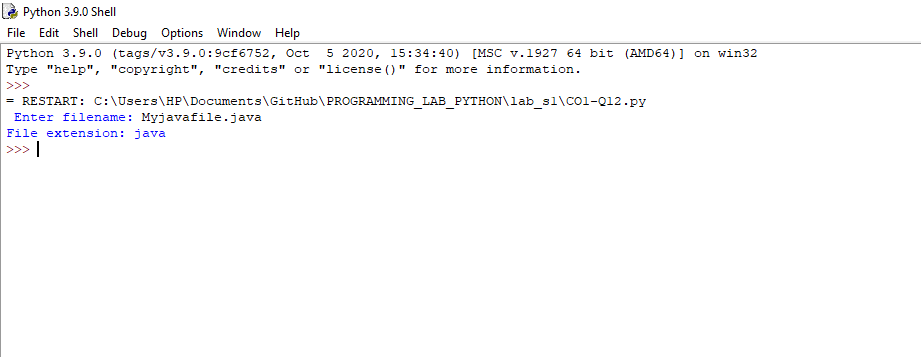 Python 3.9.0 Shell
File Edit Shell Debug Options Window Help
Python 3.9.0 (tags/v3.9.0:9cf6752, Oct  5 2020, 15:34:40) [MSC v.1927 64 bit (AMD64)] on win32
Type "help", "copyright", "credits" or "license()" for more information.
>>>
= RESTART: C:\Users\HP\Documents\GitHub\PROGRAMMING_LAB_PYTHON\lab_s1\CO1-Q12.py
 Enter filename: Myjavafile.java
File extension: java
>>>